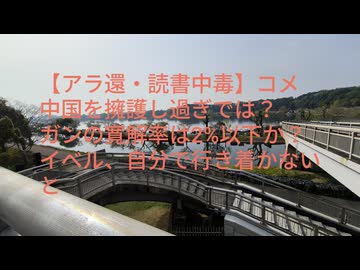 【アラ還・読書中毒】コメ
中国を擁護し過ぎでは？
ガンの寛解率は2%以下か？
イベル、自分で行き着かない
と